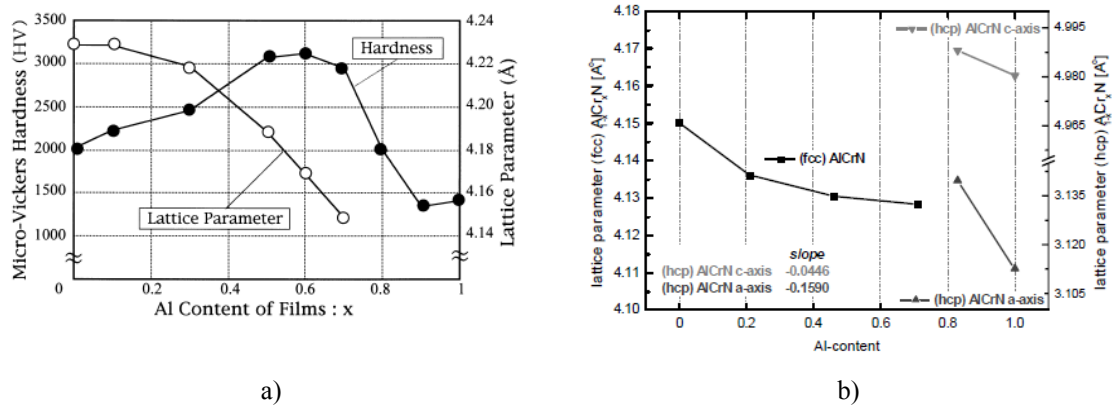 Micro-Vickers Hardness (HV)
3500
3000
2500
2000
1500
1000
0
0.2
0.4
0.6
0.8
1
Al Content of Films : x
4.24
4.22
4.20
4.18
4.16
4.14
Lattice Parameter (Å)
Hardness
Lattice Parameter
a)
lattice parameter (fcc) Al1-xCrxN [A°]
4.18
4.17
4.16
4.15
4.14
4.13
4.12
4.11
4.10
0
0.2
0.4
0.6
0.8
1.0
Al-content
4.995
4.980
4.965
3.135
3.120
3.105
lattice parameter (hcp) Al1-xCrxN [A°]
(hcp) AlCrN c-axis
(fcc) AlCrN
slope
(hcp) AlCrN c-axis -0.0446
(hcp) AlCrN a-axis -0.1590
(hcp) AlCrN a-axis
b)